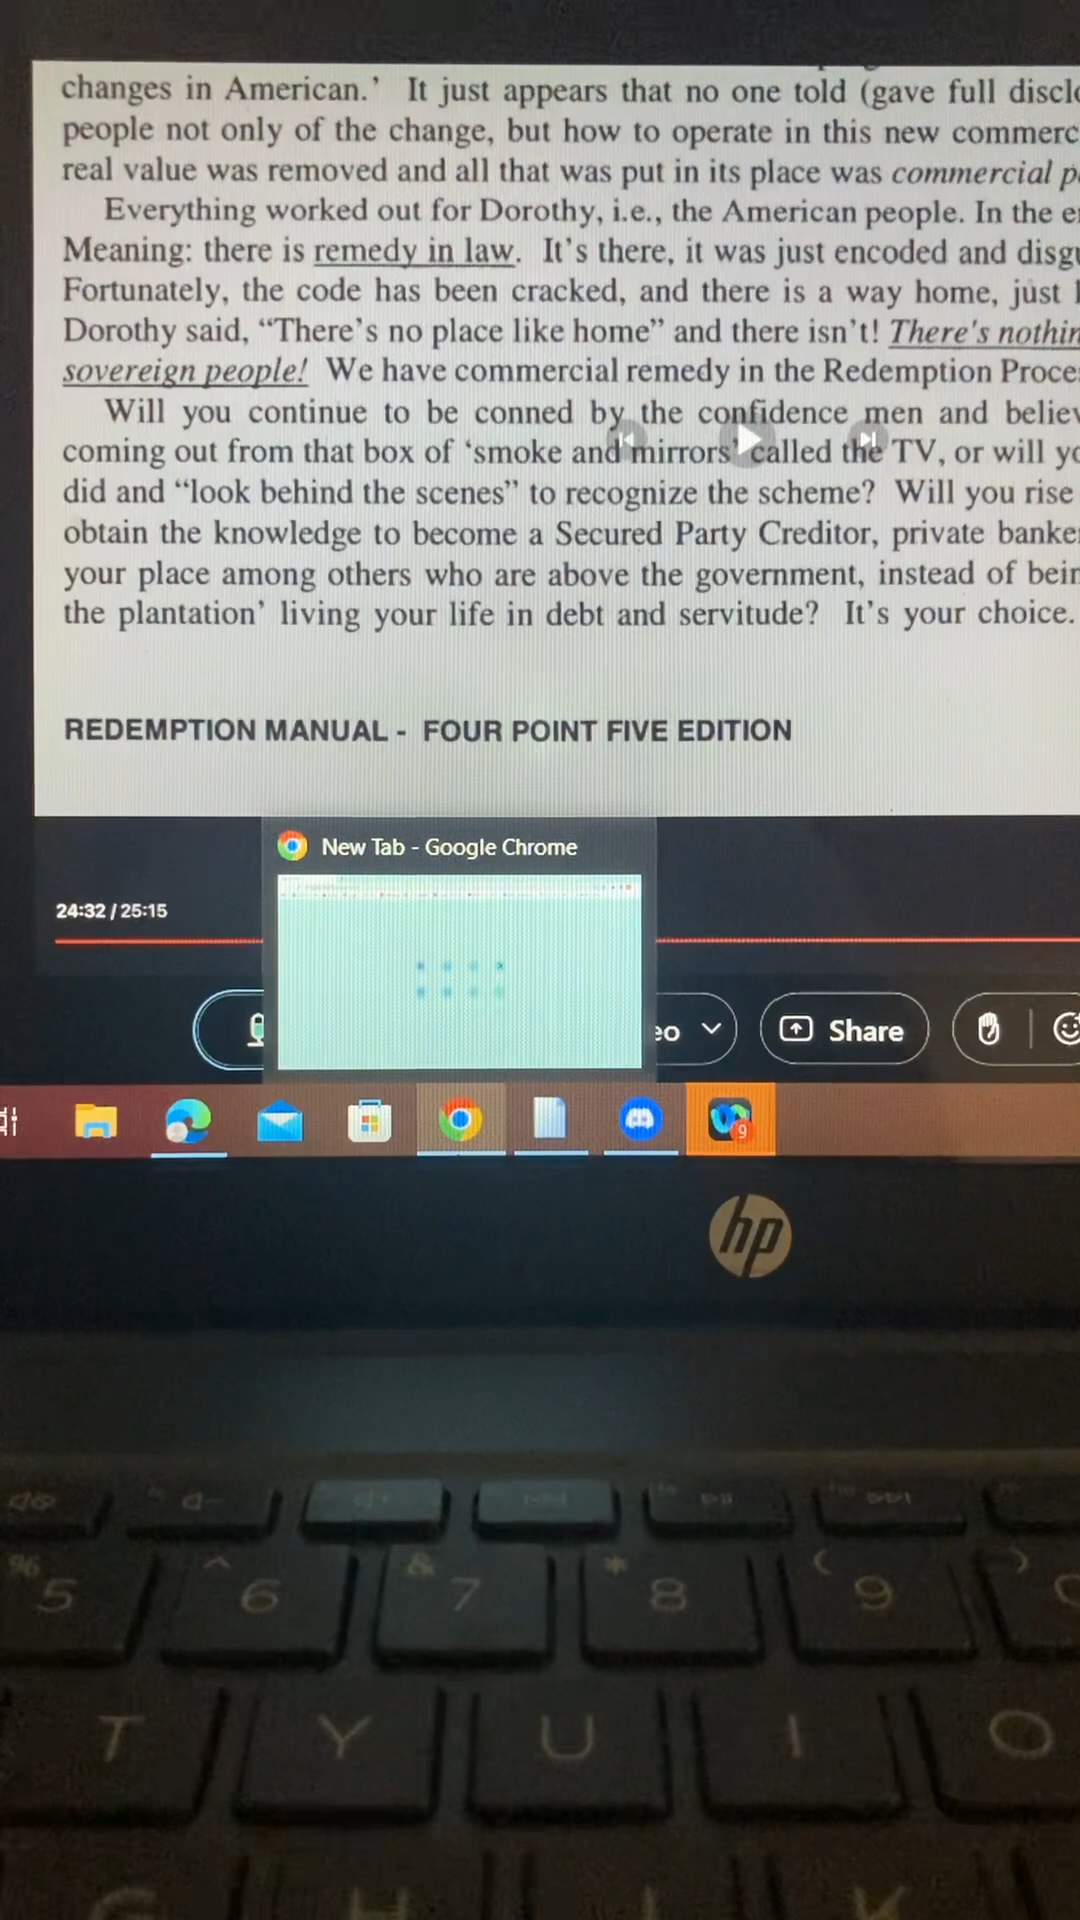 changes in American.’ It just appears that no one told (gave full
people not only of the change, but how to operate in this new
real value was removed and all that was put in its place was commercial
Everything worked out for Dorothy, i.e., the American people. In the
Meaning: there is remedy in law. It’s there, it was just encoded and
Fortunately, the code has been cracked, and there is a way home, just
Dorothy said, “There’s no place like home” and there isn’t! There's
sovereign people! We have commercial remedy in the Redemption
Will you continue to be conned by the confidence men and
coming out from that box of ‘smoke and mirrors’ called the TV, or will
did and “look behind the scenes” to recognize the scheme? Will you rise
obtain the knowledge to become a Secured Party Creditor, private
your place among others who are above the government, instead of
the plantation’ living your life in debt and servitude? It’s your choice.
REDEMPTION MANUAL - FOUR POINT FIVE EDITION
New Tab - Google Chrome
24:32 / 25:15
eo
Share
9
hp
% ^ & * ( )
5 6 7 8 9
T Y U I O